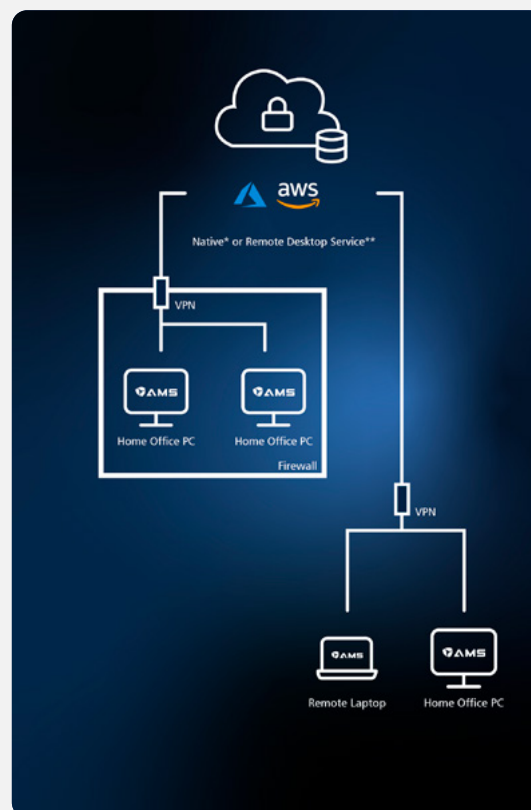 aws
Native* or Remote Desktop Service**
VPN
AMS
AMS
Home Office PC
Home Office PC
Firewall
VPN
AMS
AMS
Remote Laptop
Home Office PC